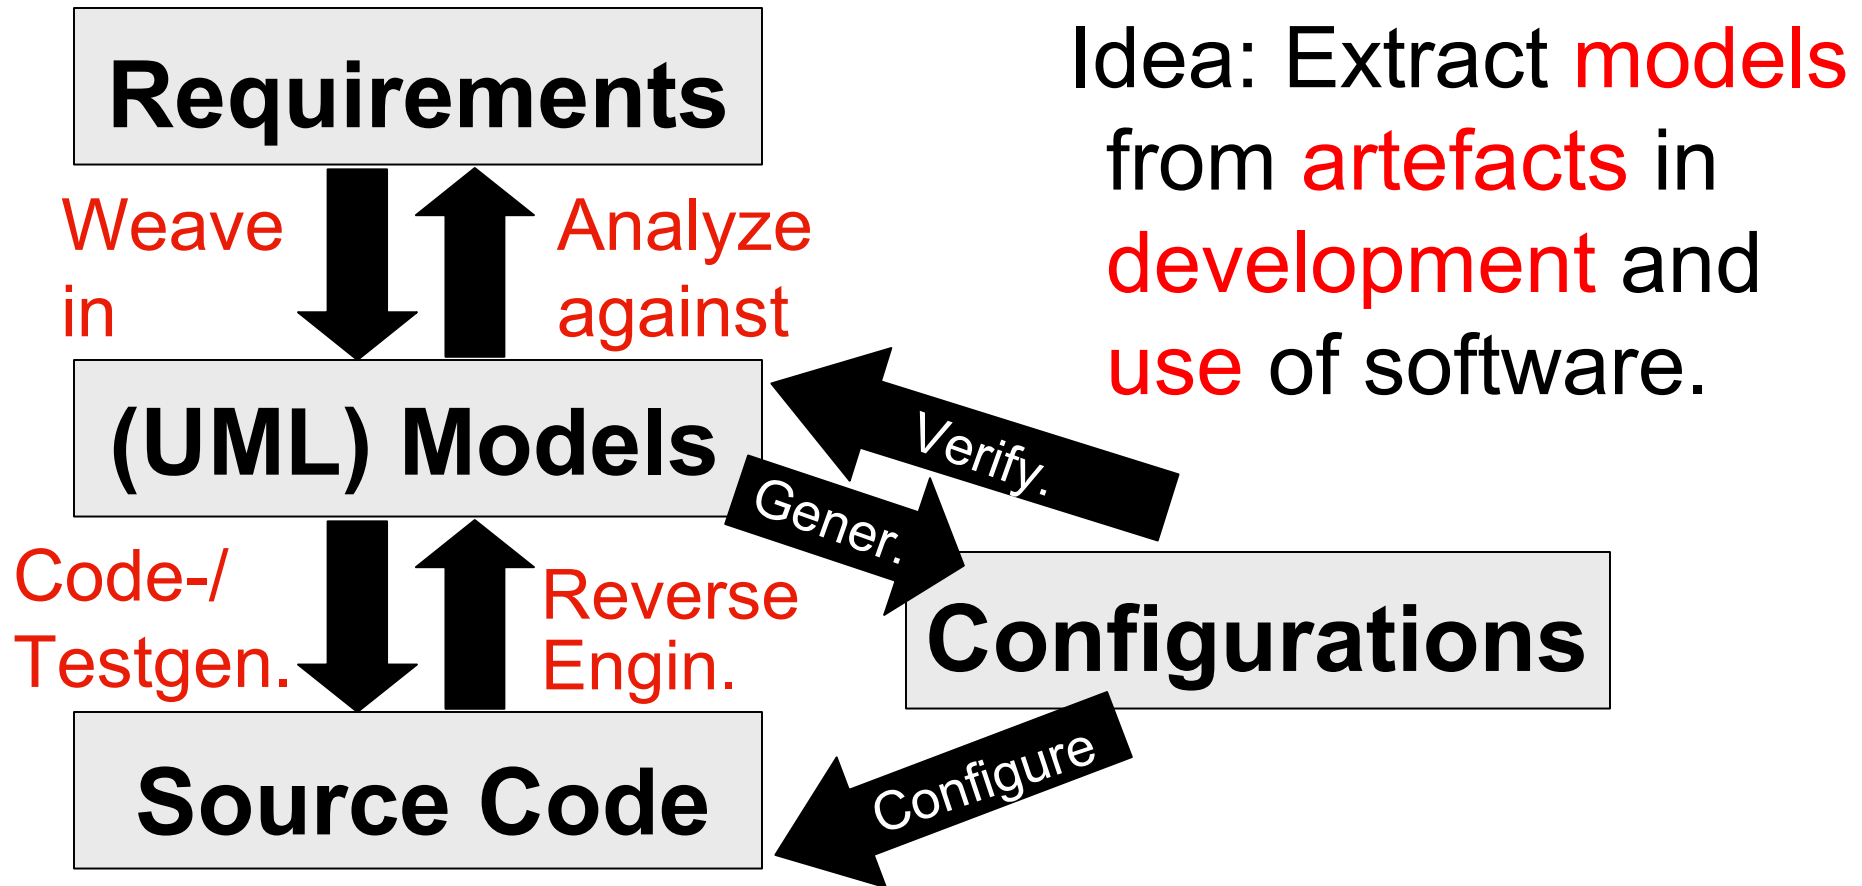 Requirements
Idea: Extract models
from artefacts in
development and
use of software.
Weave
in
Analyze
against
(UML) Models
Verify.
Gener.
Code-/
Testgen.
Reverse
Engin.
Configurations
Configure
Source Code